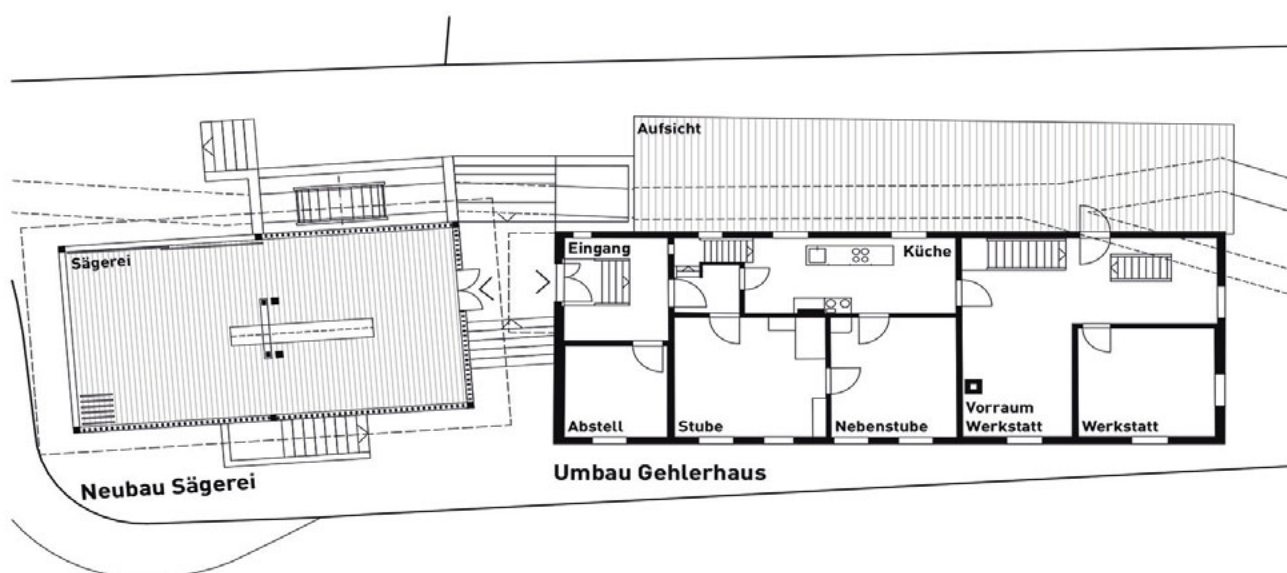 Aufsicht
Sägerei
Eingang
Küche
Abstell
Stube
Nebenstube
Vorraum
Werkstatt
Werkstatt
Neubau Sägerei
Umbau Gehlerhaus